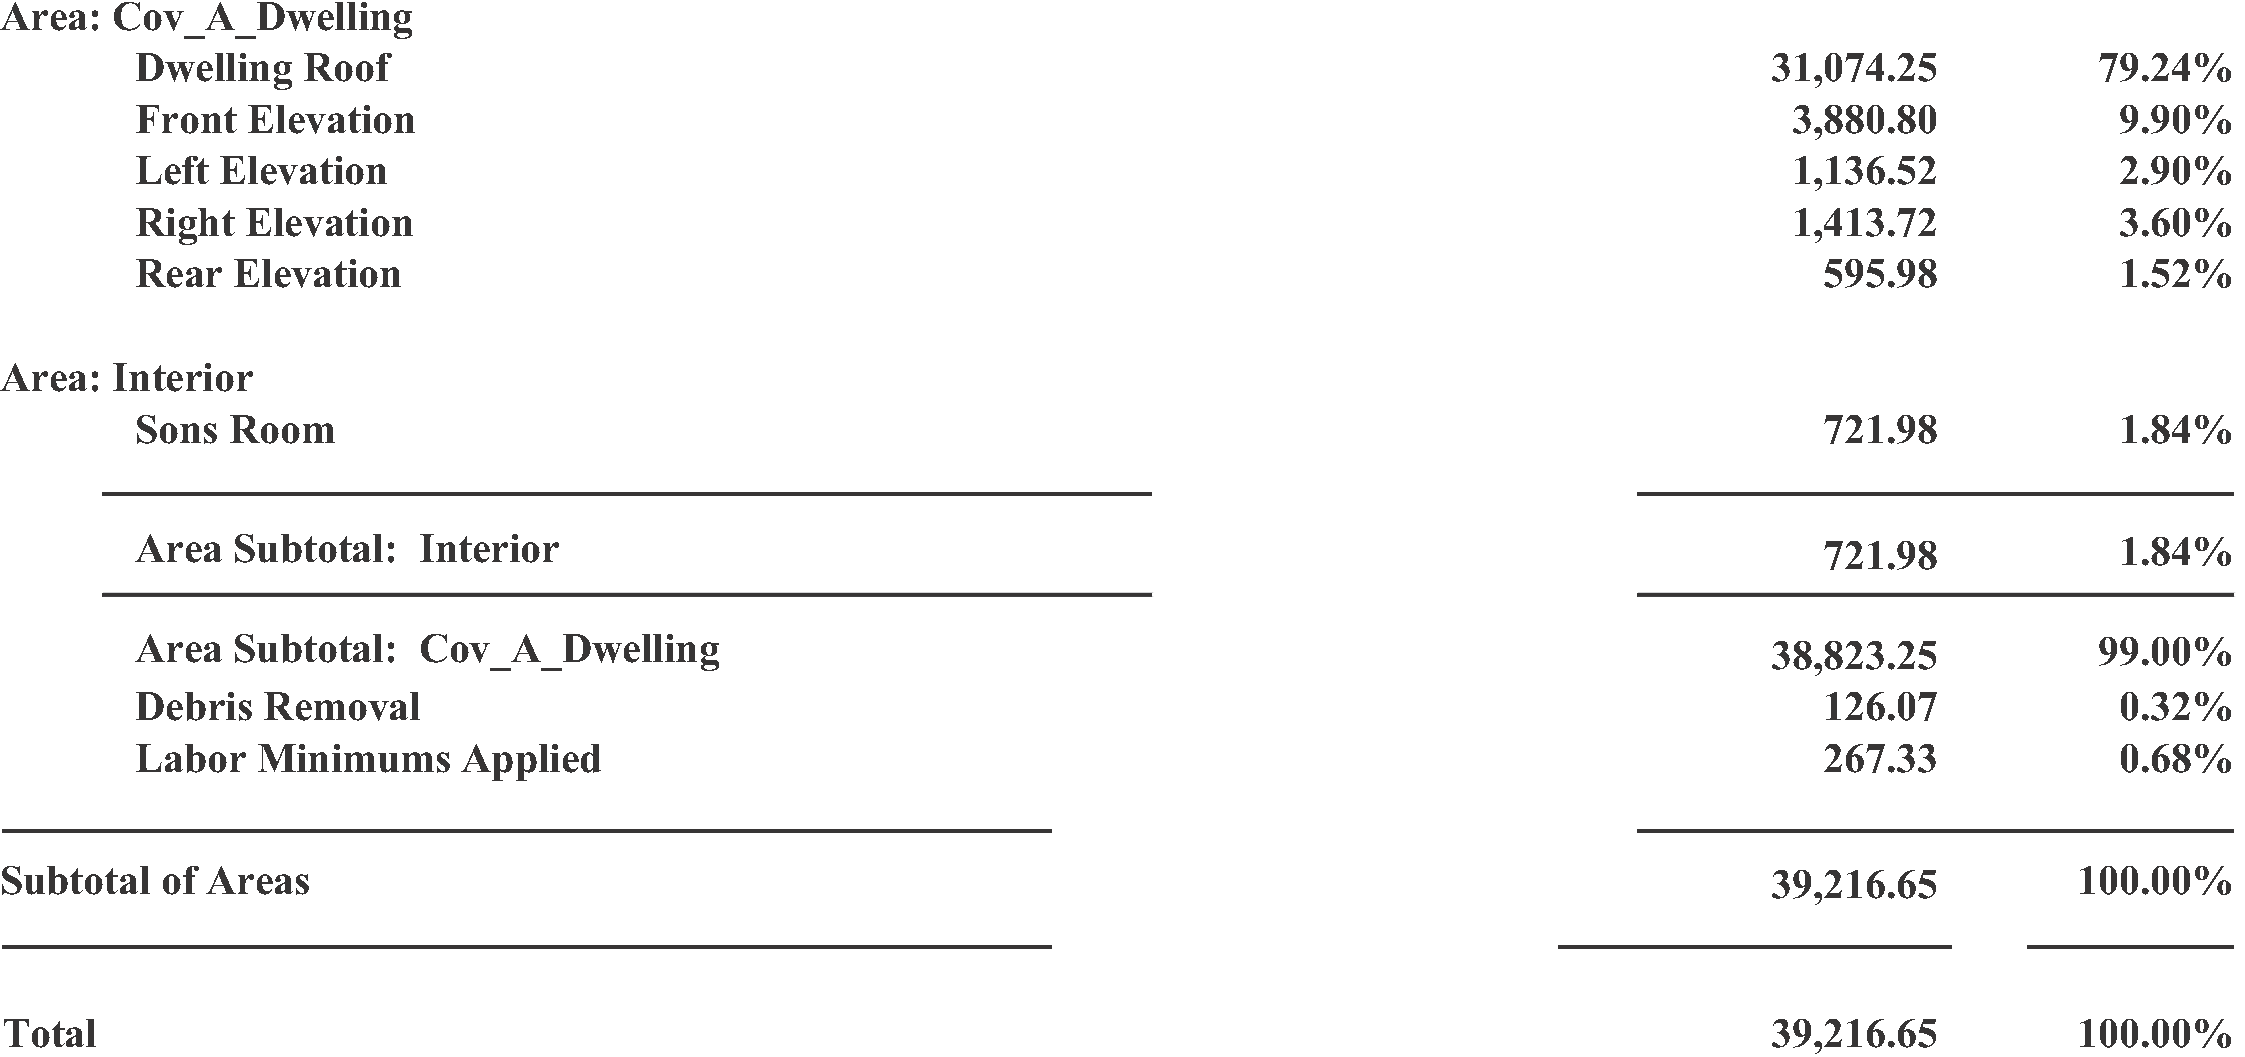 Area: Cov_A_Dwelling
Dwelling Roof 31,074.25 79.24%
Front Elevation 3,880.80 9.90%
Left Elevation 1,136.52 2.90%
Right Elevation 1,413.72 3.60%
Rear Elevation 595.98 1.52%
Area: Interior
Sons Room 721.98 1.84%
Area Subtotal: Interior 721.98 1.84%
Area Subtotal: Cov_A_Dwelling 38,823.25 99.00%
Debris Removal 126.07 0.32%
Labor Minimums Applied 267.33 0.68%
Subtotal of Areas 39,216.65 100.00%
Total 39,216.65 100.00%